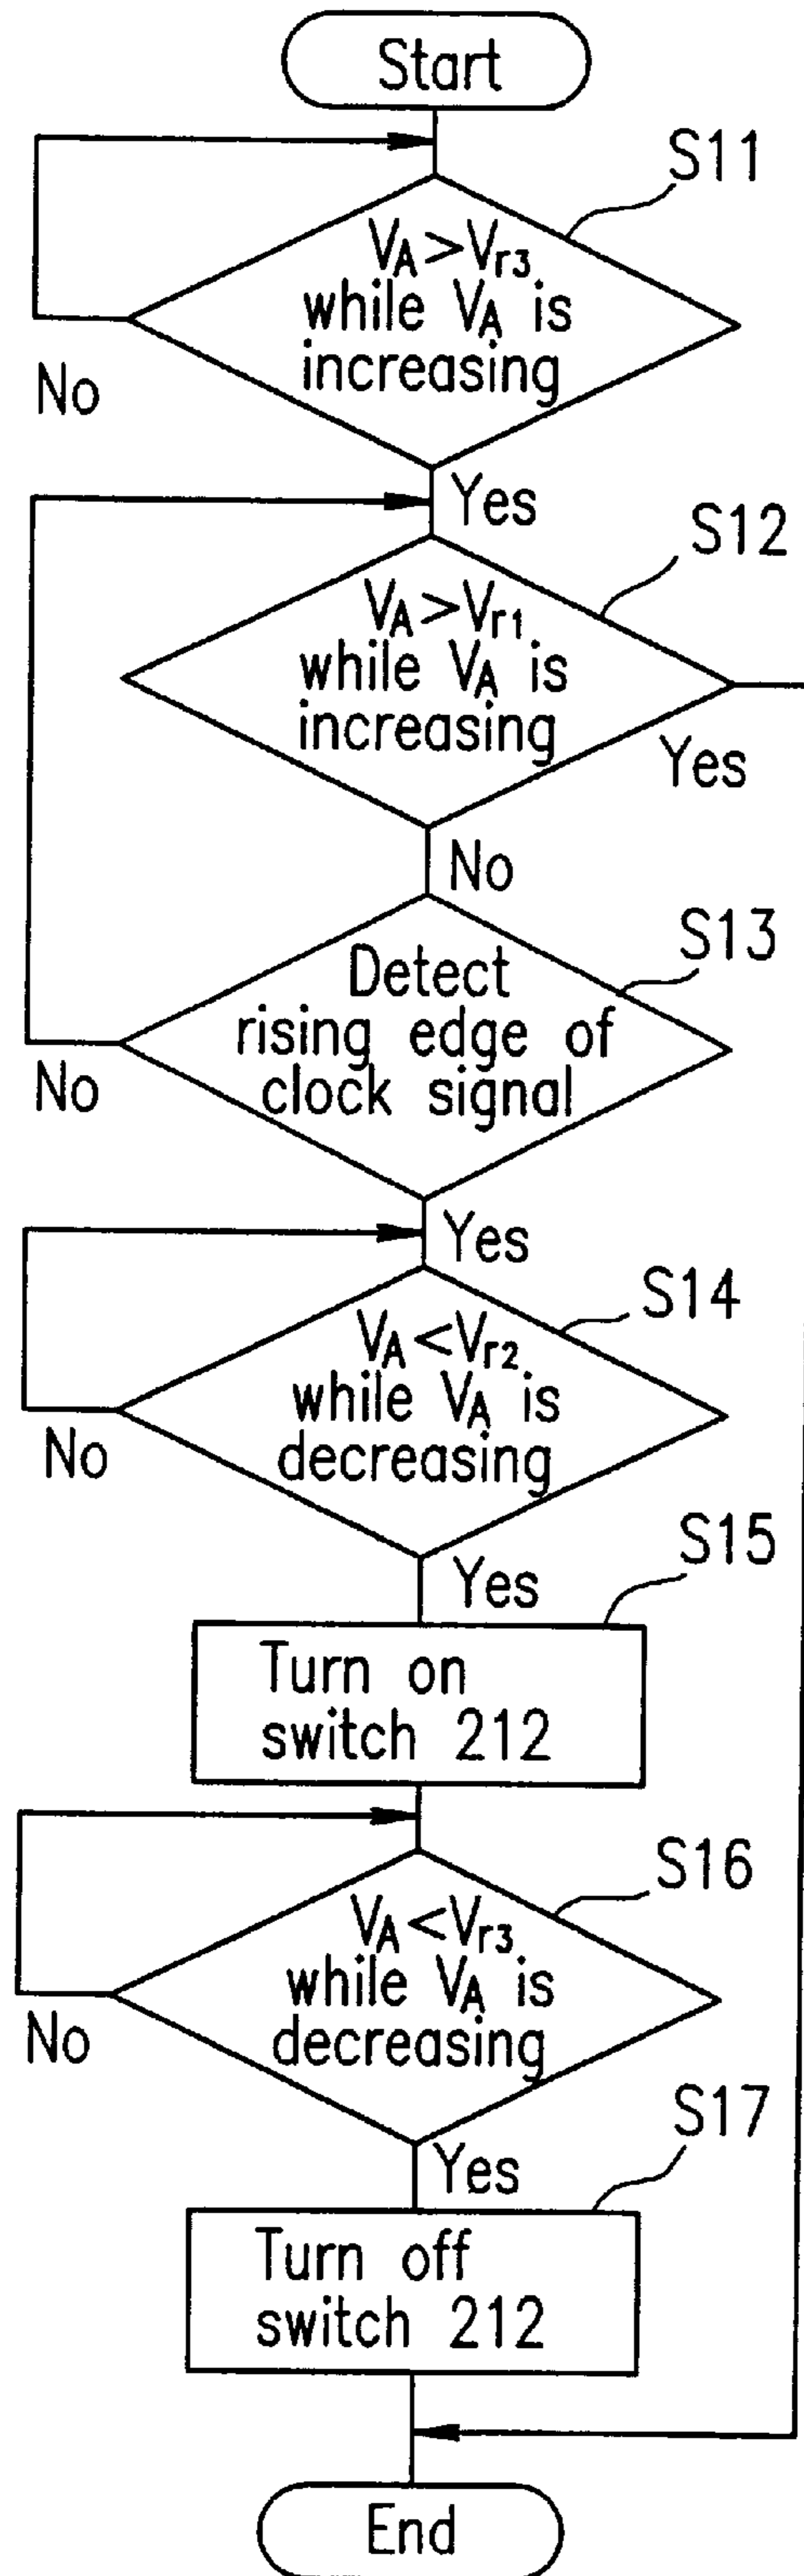 Start
S11
VA>Vr3
while VA is
increasing
No
Yes
S12
VA>Vr1
while VA is
increasing
Yes
No
S13
Detect
rising edge of
clock signal
No
Yes
S14
VA<Vr2
while VA is
decreasing
No
Yes
S15
Turn on
switch 212
S16
VA<Vr3
while VA is
decreasing
No
Yes
S17
Turn off
switch 212
End